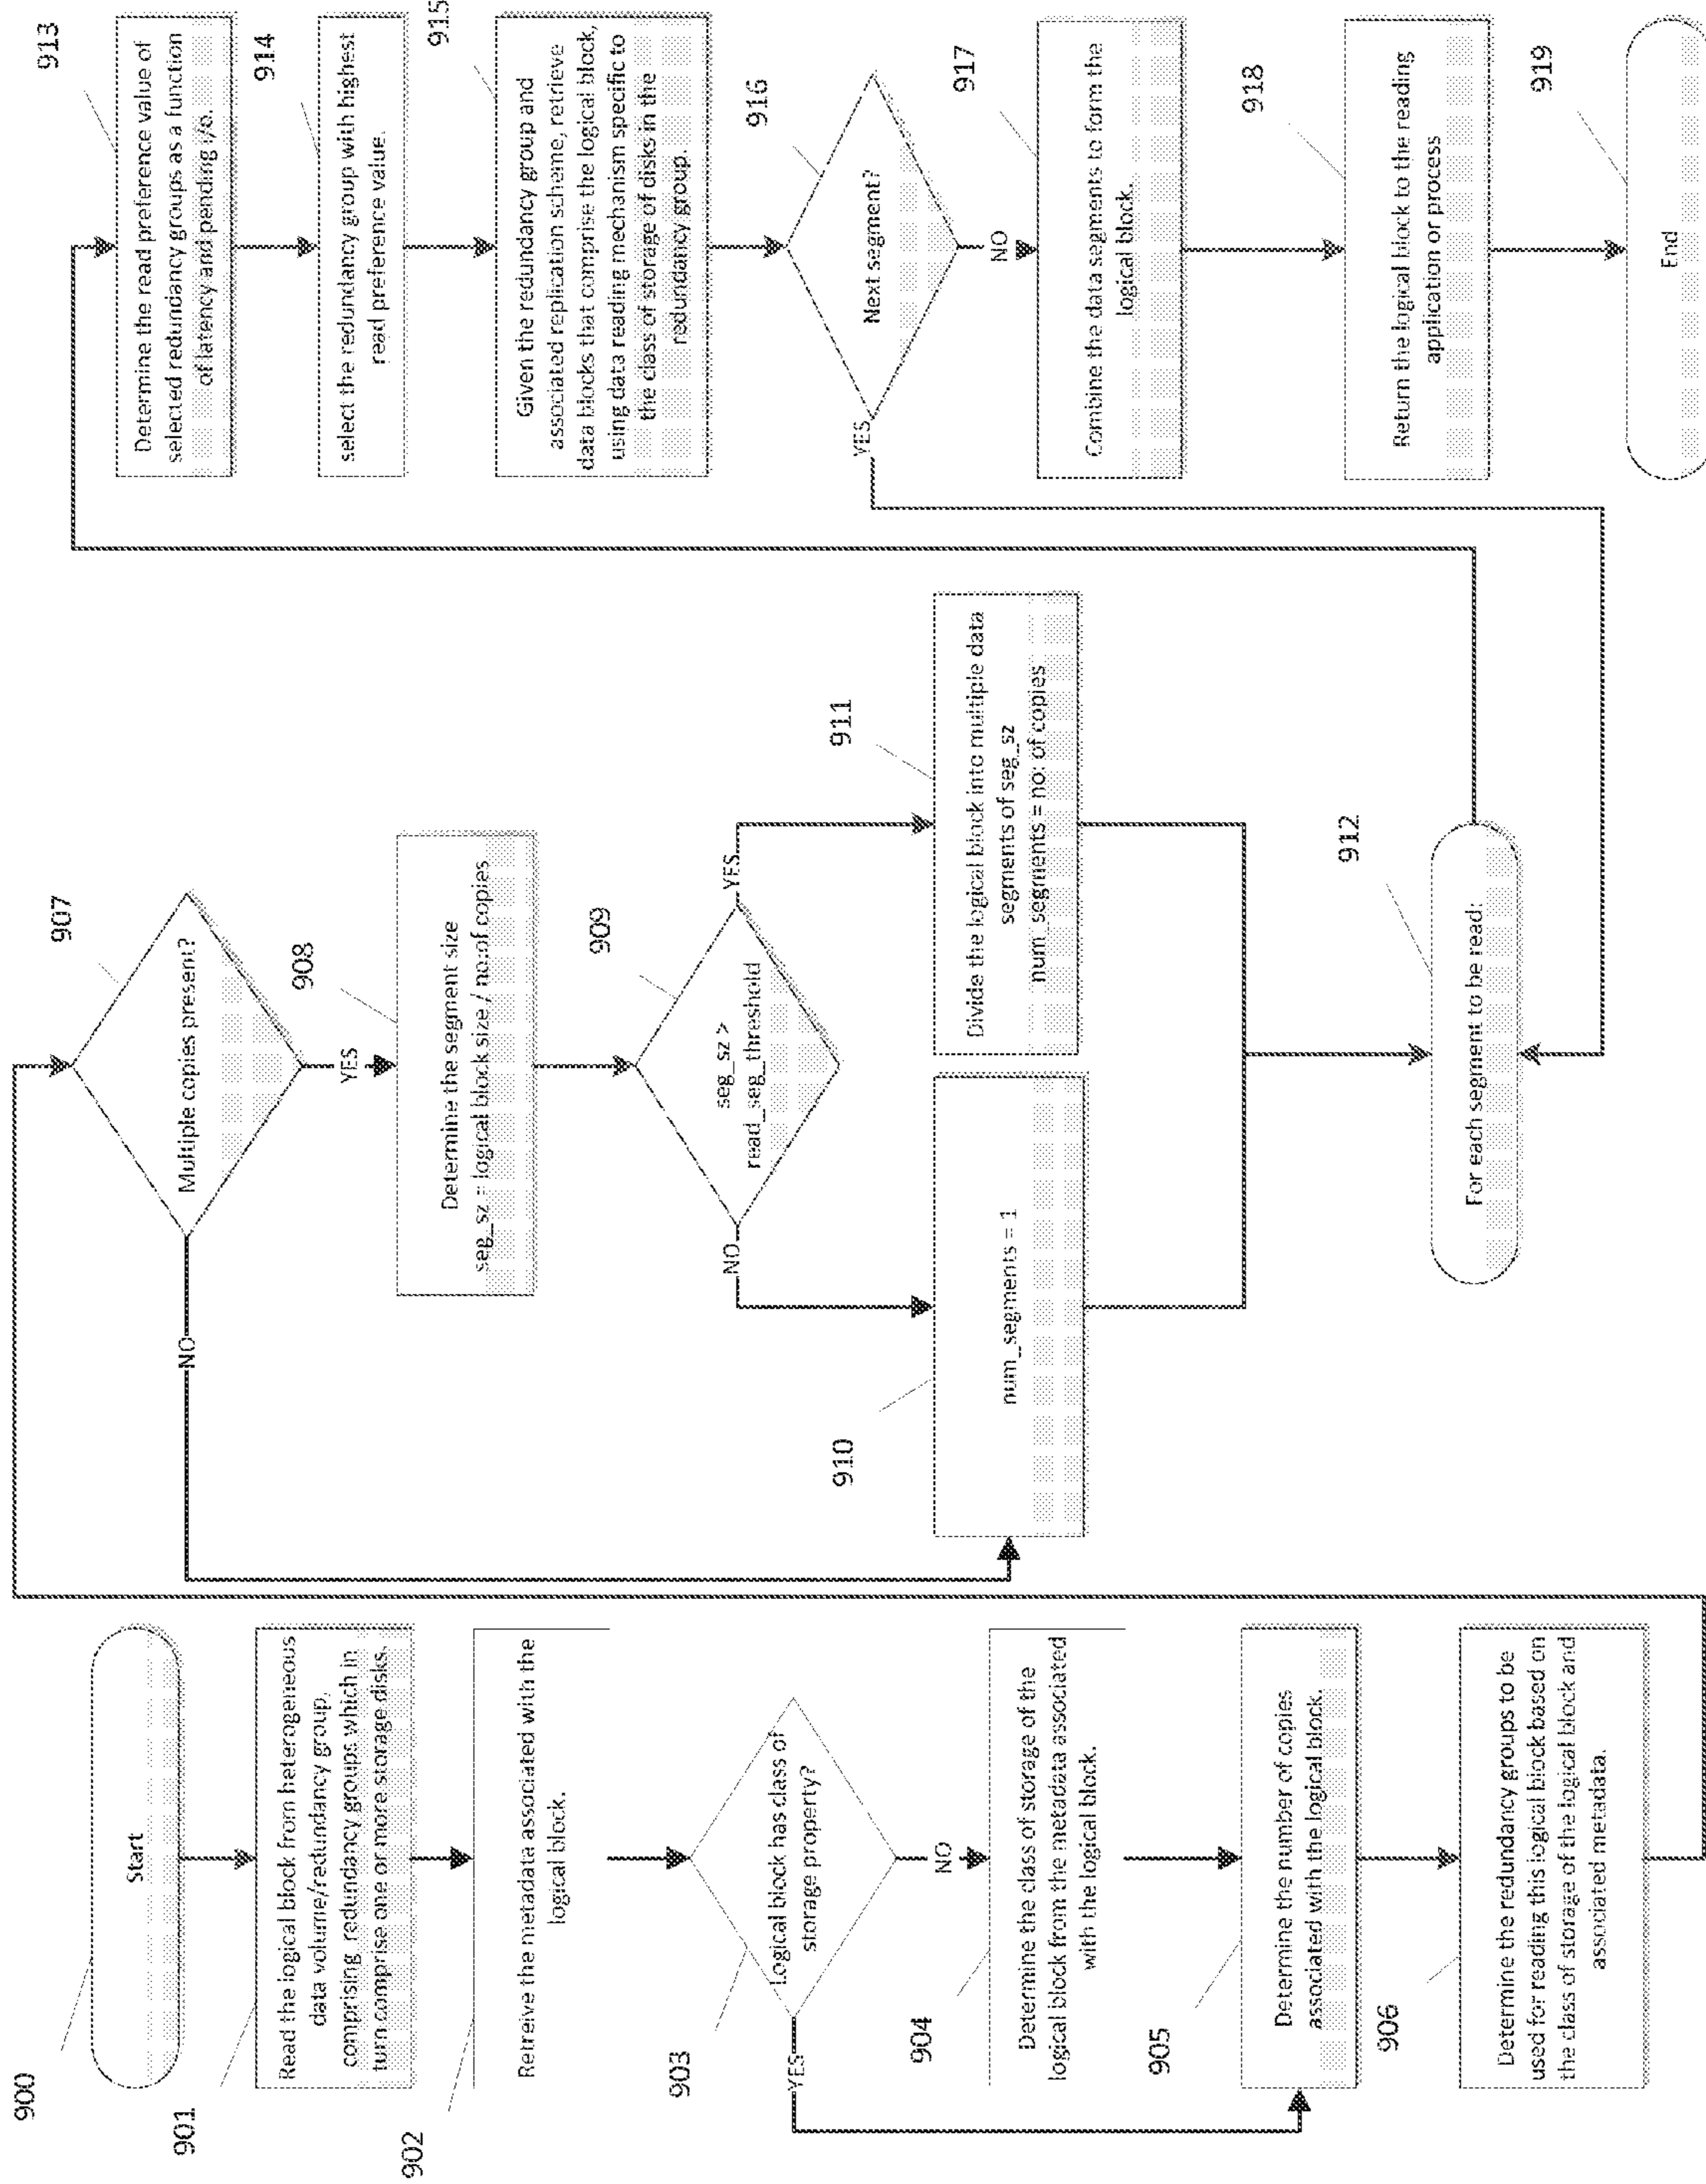 900
Start
901
Read the logical block from heterogeneous
data volume/redundancy group,
comprising redundancy groups which in
turn comprise one or more storage disks.
902
Retreive the metadata associated with the
logical block.
903
Logical block has class of
storage property?
YES
NO
904
Determine the class of storage of the
logical block from the metadata associated
with the logical block.
905
Determine the number of copies
associated with the logical block.
906
Determine the redundancy groups to be
used for reading this logical block based on
the class of storage of the logical block and
associated metadata.
907
Multiple copies present?
NO
YES
908
Determine the segment size
seg_sz = logical block size / no:of copies
909
seg_sz >
read_seg_threshold
NO
YES
910
num_segments = 1
911
Divide the logical block into multiple data
segments of seg_sz
num_segments = no: of copies
912
For each segment to be read:
913
Determine the read preference value of
selected redundancy groups as a function
of latency and pending i/o.
914
select the redundancy group with highest
read preference value.
915
Given the redundancy group and
associated replication scheme, retrieve
data blocks that comprise the logical block,
using data reading mechanism specific to
the class of storage of disks in the
redundancy group.
916
Next segment?
YES
NO
917
Combine the data segments to form the
logical block.
918
Return the logical block to the reading
application or process
919
End